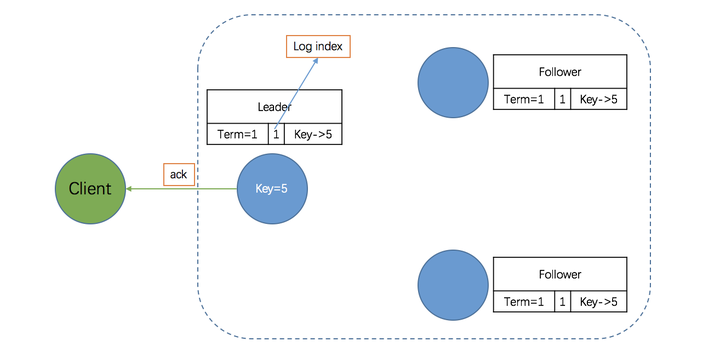 Log index
Follower
Term=1 1 Key->5
Leader
Term=1 1 Key->5
ack
Client
Key=5
Follower
Term=1 1 Key->5